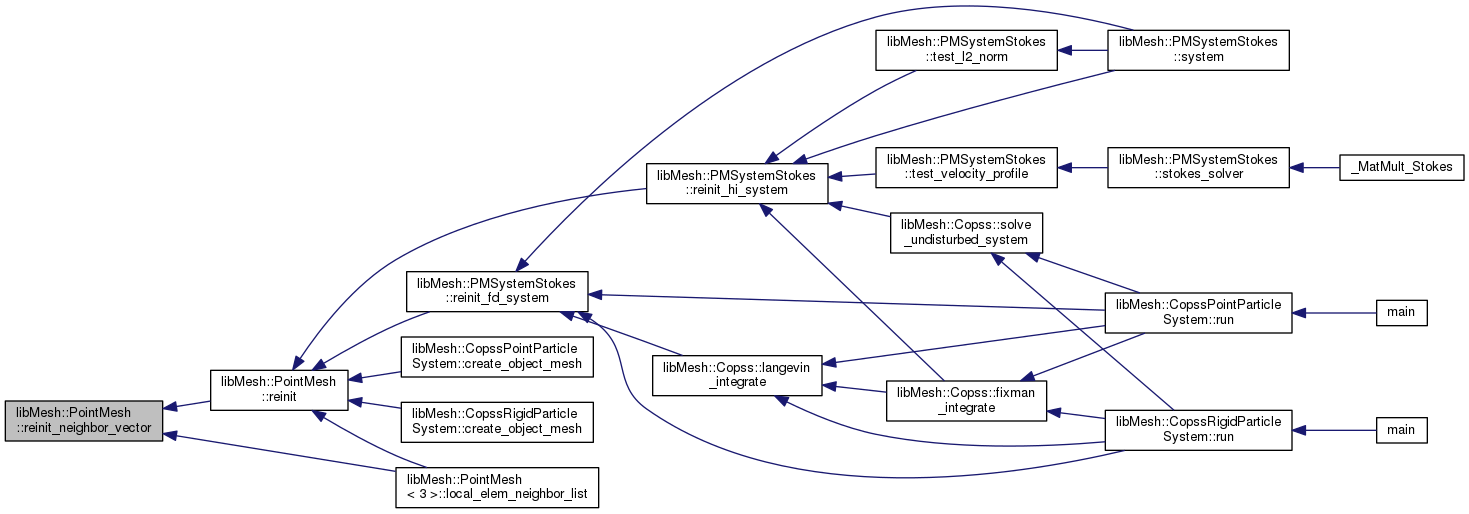 libMesh::PMSystemStokes
::test_l2_norm
libMesh::PMSystemStokes
::system
libMesh::PMSystemStokes
::reinit_hi_system
libMesh::PMSystemStokes
::test_velocity_profile
libMesh::PMSystemStokes
::stokes_solver
_MatMult_Stokes
libMesh::Copss::solve
_undisturbed_system
libMesh::PMSystemStokes
::reinit_fd_system
libMesh::CopssPointParticle
System::run
main
libMesh::CopssPointParticle
System::create_object_mesh
libMesh::Copss::langevin
_integrate
libMesh::PointMesh
::reinit
libMesh::Copss::fixman
_integrate
libMesh::PointMesh
::reinit_neighbor_vector
libMesh::CopssRigidParticle
System::create_object_mesh
libMesh::CopssRigidParticle
System::run
main
libMesh::PointMesh
< 3 >::local_elem_neighbor_list